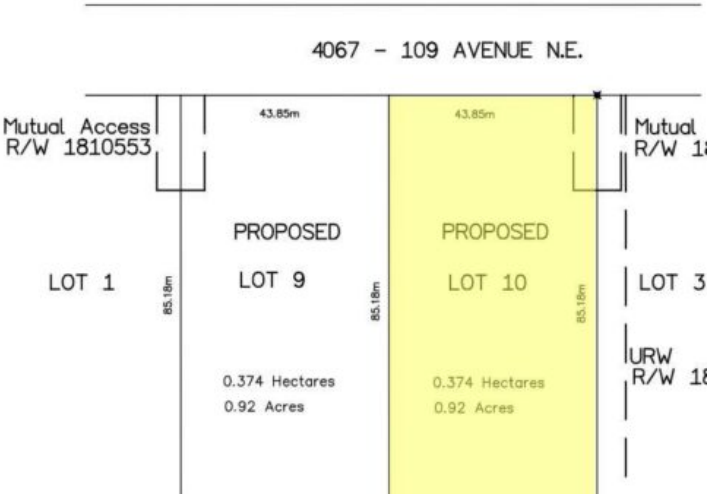 4067 - 109 AVENUE N.E.
43.85m
43.85m
Mutual Access
R/W 1810553
Mutual
R/W 18
PROPOSED
LOT 9
PROPOSED
LOT 10
LOT 1
LOT 3
85.18m
85.18m
85.18m
0.374 Hectares
0.92 Acres
0.374 Hectares
0.92 Acres
URW
R/W 18